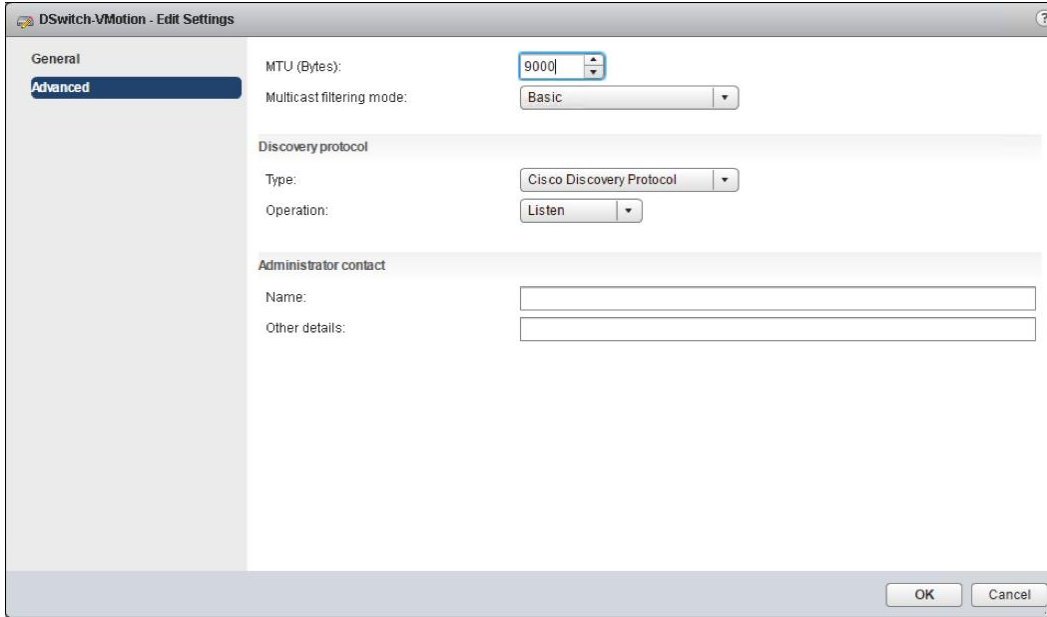 DSwitch-VMotion - Edit Settings
?
General
Advanced
MTU (Bytes): 9000
Multicast filtering mode: Basic
Discovery protocol
Type: Cisco Discovery Protocol
Operation: Listen
Administrator contact
Name:
Other details:
OK Cancel